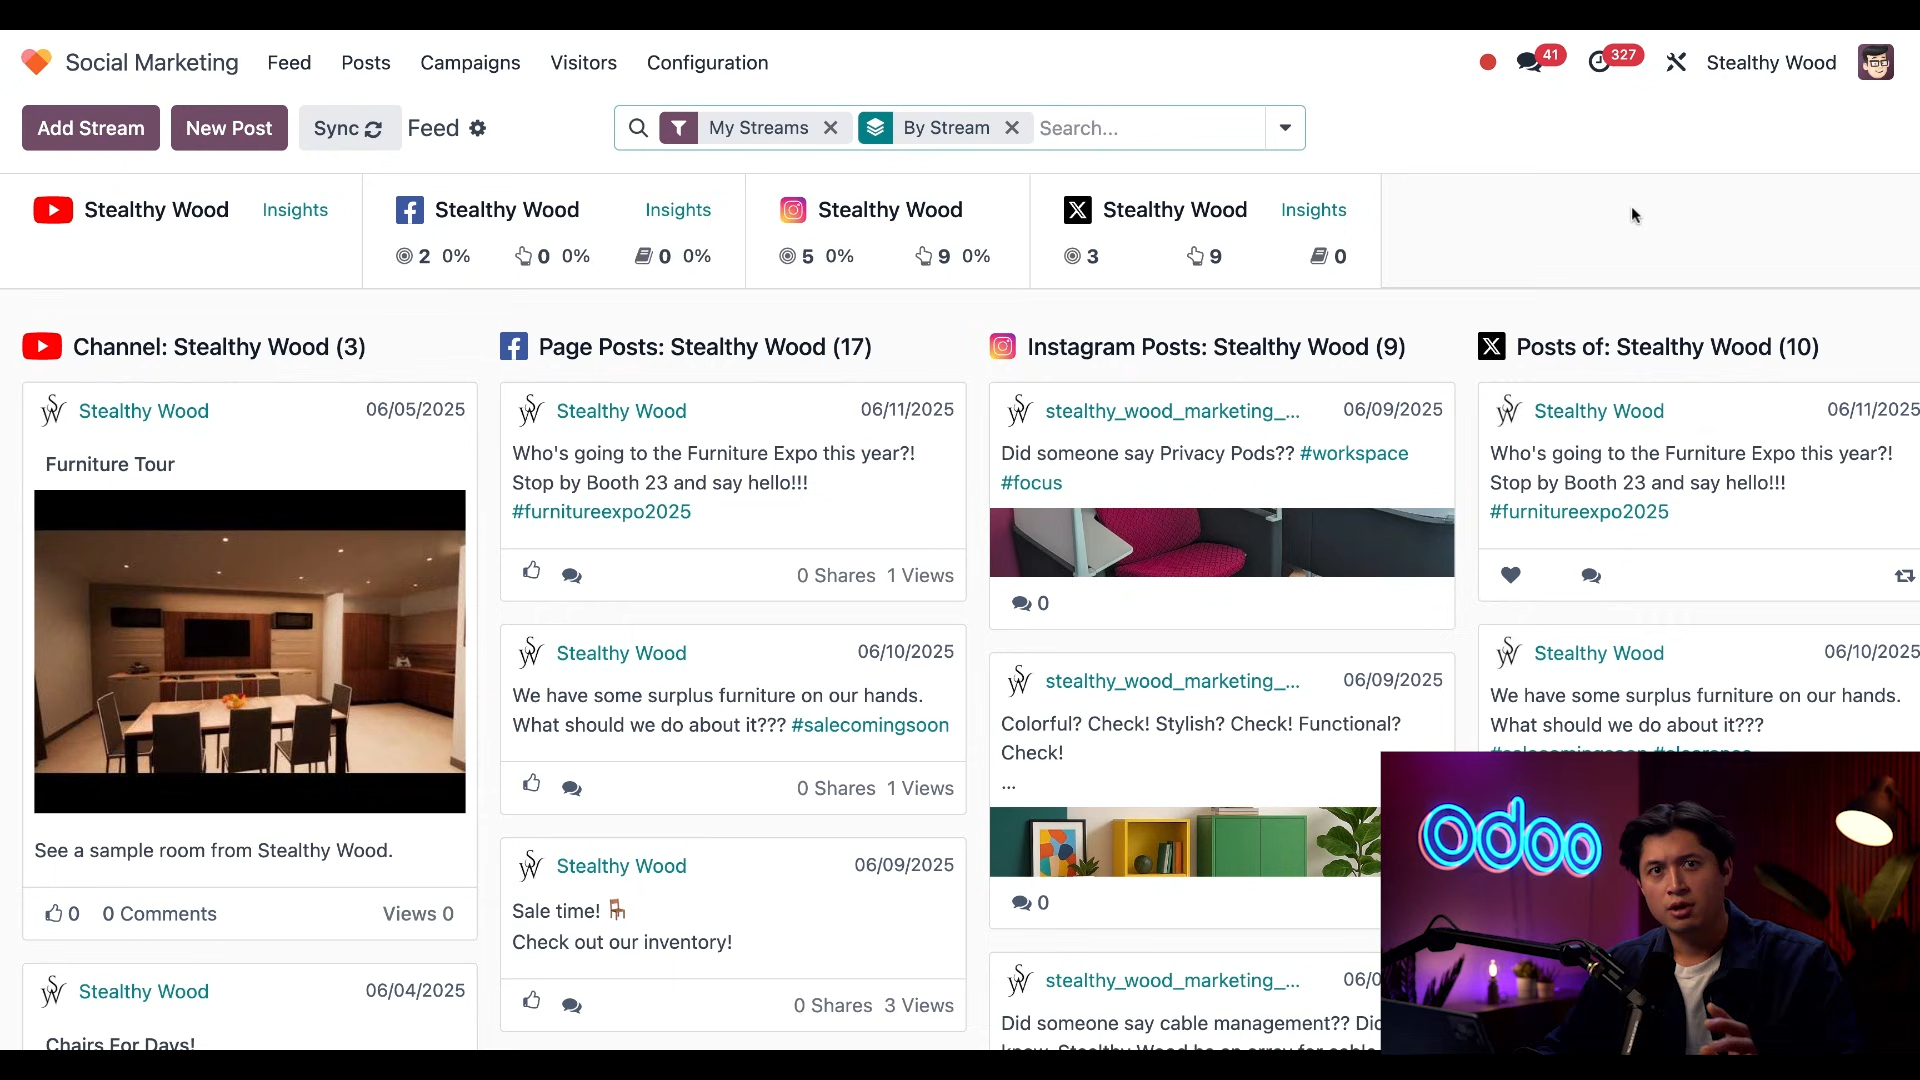 Social Marketing Feed Posts Campaigns Visitors Configuration 41 327 Stealthy Wood
Add Stream New Post Sync Feed My Streams By Stream Search...
Stealthy Wood Insights
Stealthy Wood Insights
2 0% 0 0% 0 0%
Stealthy Wood
5 0% 9 0%
Stealthy Wood Insights
3 9 0
Channel: Stealthy Wood (3)
Stealthy Wood 06/05/2025
Furniture Tour
See a sample room from Stealthy Wood.
0 0 Comments Views 0
Stealthy Wood 06/04/2025
Chairs For Days!
Page Posts: Stealthy Wood (17)
Stealthy Wood 06/11/2025
Who's going to the Furniture Expo this year?!
Stop by Booth 23 and say hello!!!
#furnitureexpo2025
0 Shares 1 Views
Stealthy Wood 06/10/2025
We have some surplus furniture on our hands.
What should we do about it??? #salecomingsoon
0 Shares 1 Views
Stealthy Wood 06/09/2025
Sale time!
Check out our inventory!
0 Shares 3 Views
Instagram Posts: Stealthy Wood (9)
stealthy_wood_marketing_... 06/09/2025
Did someone say Privacy Pods?? #workspace
#focus
0
stealthy_wood_marketing_... 06/09/2025
Colorful? Check! Stylish? Check! Functional?
Check!
...
0
stealthy_wood_marketing_... 06/0
Did someone say cable management??
Posts of: Stealthy Wood (10)
Stealthy Wood 06/11/2025
Who's going to the Furniture Expo this year?!
Stop by Booth 23 and say hello!!!
#furnitureexpo2025
Stealthy Wood 06/10/2025
We have some surplus furniture on our hands.
What should we do about it???
#salecomingsoon #clearance
odoo